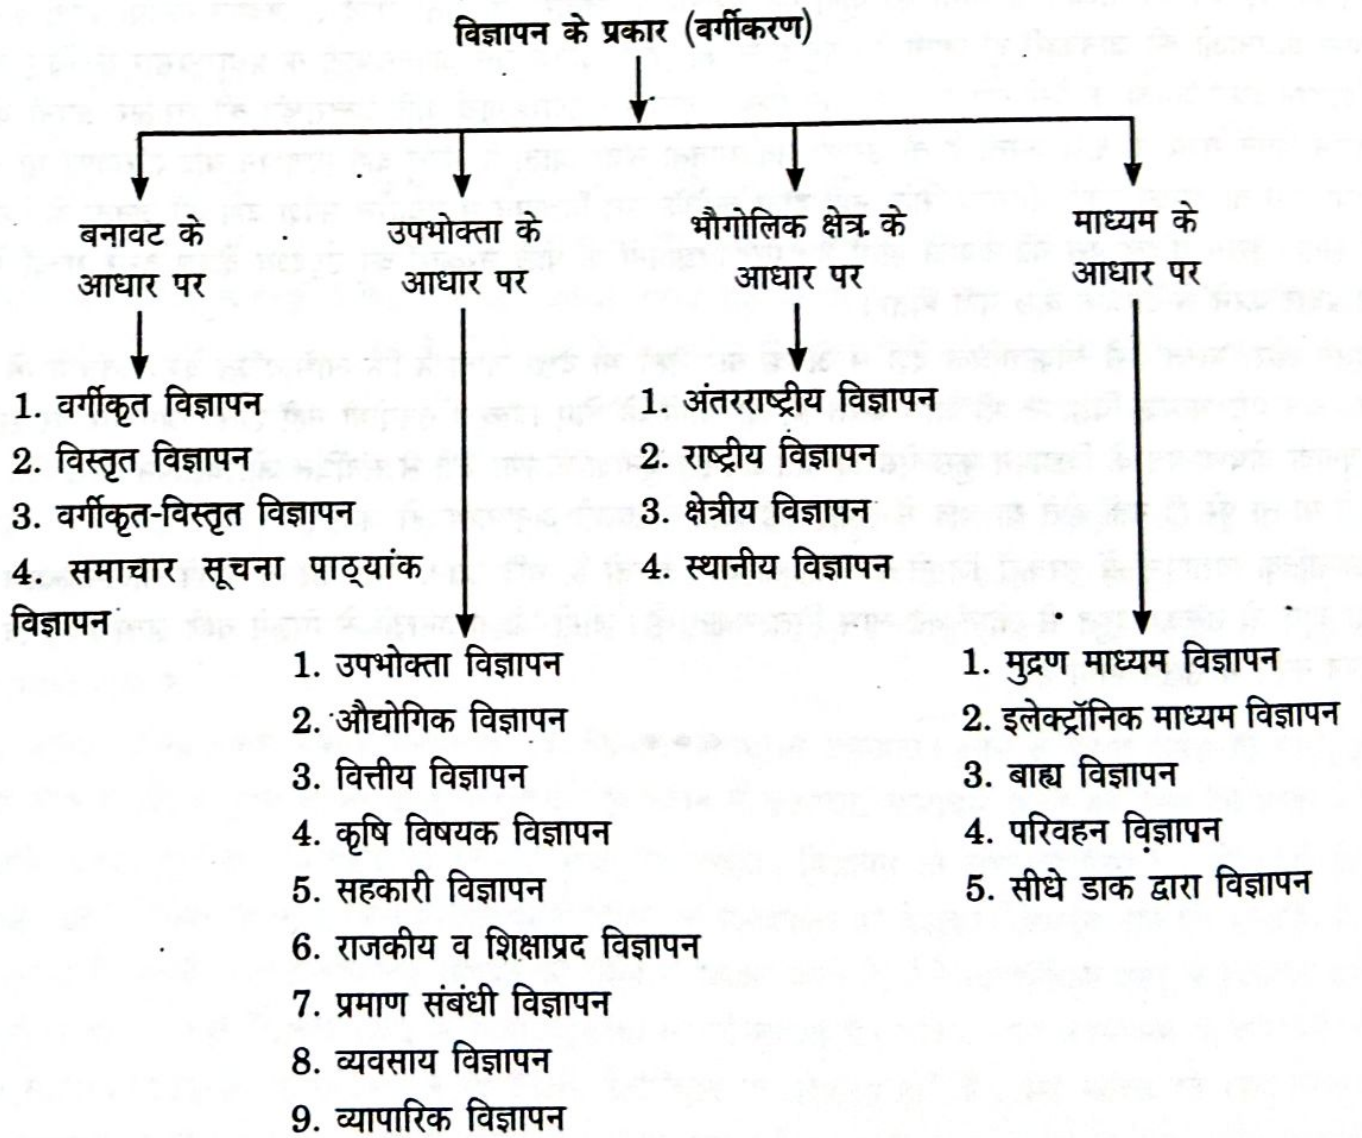 विज्ञापन के प्रकार (वर्गीकरण)
बनावट के
आधार पर
1. वर्गीकृत विज्ञापन
2. विस्तृत विज्ञापन
3. वर्गीकृत-विस्तृत विज्ञापन
4. समाचार सूचना पाठ्यांक
विज्ञापन
उपभोक्ता के
आधार पर
1. उपभोक्ता विज्ञापन
2. औद्योगिक विज्ञापन
3. वित्तीय विज्ञापन
4. कृषि विषयक विज्ञापन
5. सहकारी विज्ञापन
6. राजकीय व शिक्षाप्रद विज्ञापन
7. प्रमाण संबंधी विज्ञापन
8. व्यवसाय विज्ञापन
9. व्यापारिक विज्ञापन
भौगोलिक क्षेत्र के
आधार पर
1. अंतरराष्ट्रीय विज्ञापन
2. राष्ट्रीय विज्ञापन
3. क्षेत्रीय विज्ञापन
4. स्थानीय विज्ञापन
माध्यम के
आधार पर
1. मुद्रण माध्यम विज्ञापन
2. इलेक्ट्रॉनिक माध्यम विज्ञापन
3. बाह्य विज्ञापन
4. परिवहन विज्ञापन
5. सीधे डाक द्वारा विज्ञापन